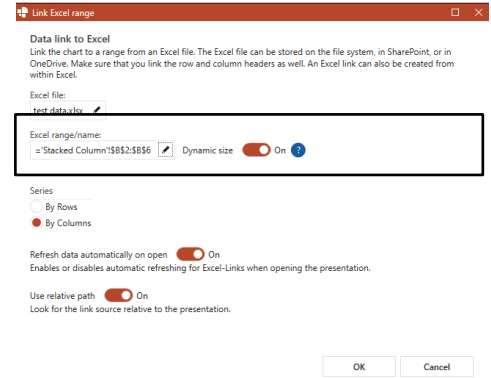 Link Excel range
Data link to Excel
Link the chart to a range from an Excel file. The Excel file can be stored on the file system, in SharePoint, or in
OneDrive. Make sure that you link the row and column headers as well. An Excel link can also be created from
within Excel.
Excel file:
test data.xlsx
Excel range/name:
='Stacked Column'!$B$2:$B$6 Dynamic size On ?
Series
By Rows
By Columns
Refresh data automatically on open On
Enables or disables automatic refreshing for Excel-Links when opening the presentation.
Use relative path On
Look for the link source relative to the presentation.
OK Cancel